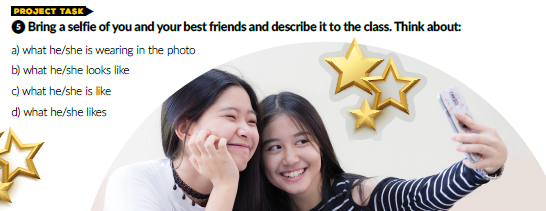 PROJECT TASK
5 Bring a selfie of you and your best friends and describe it to the class. Think about:
a) what he/she is wearing in the photo
b) what he/she looks like
c) what he/she is like
d) what he/she likes